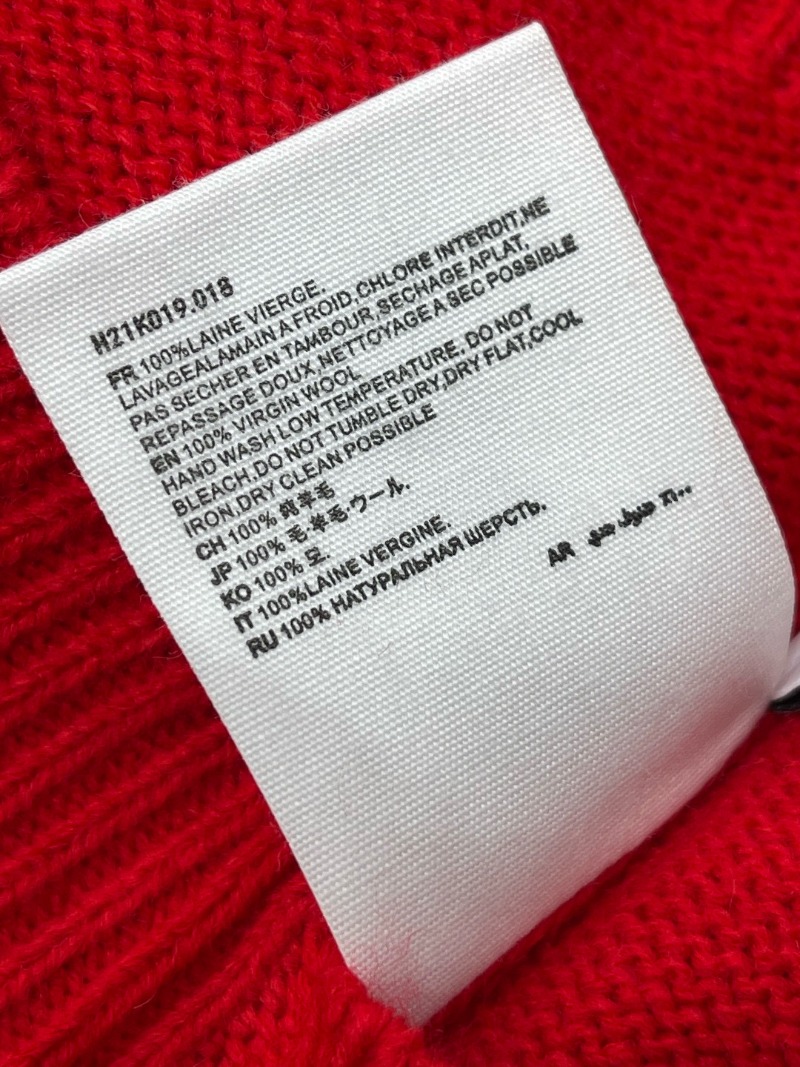 H21K019.018
FR 100%LAINE VIERGE.
LAVAGEALAMAIN A FROID,CHLORE INTERDIT,NE
PAS SECHER EN TAMBOUR,SECHAGE APLAT,
REPASSAGE DOUX,NETTOYAGE A SEC POSSIBLE
EN 100% VIRGIN WOOL
HAND WASH LOW TEMPERATURE, DO NOT
BLEACH.DO NOT TUMBLE DRY,DRY FLAT,COOL
IRON,DRY CLEAN POSSIBLE
CH 100% 纯羊毛
JP 100% 毛·羊毛·ウール.
KO 100% 모.
IT 100%LAINE VERGINE.
RU 100% НАТУРАЛЬНАЯ ШЕРСТЬ.
AR